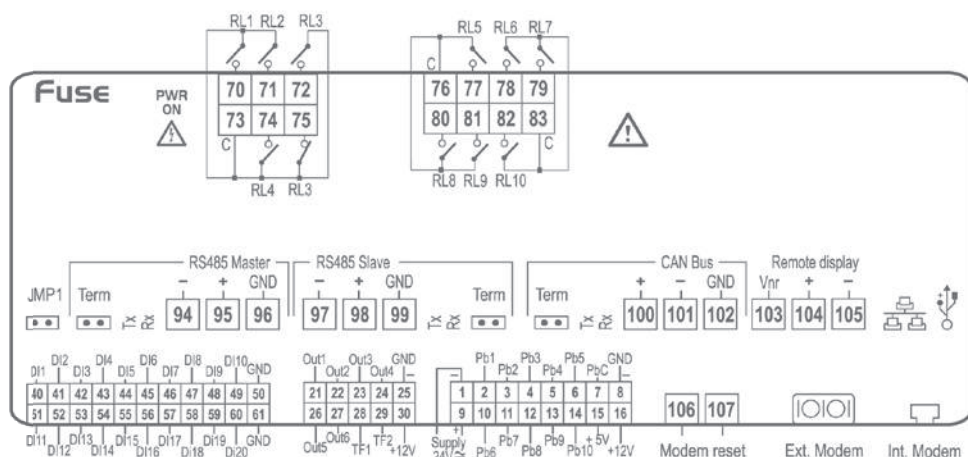 RL1 RL2 RL3 RL5 RL6 RL7
C
Fuse
PWR
ON
70 71 72 76 77 78 79
73 74 75 80 81 82 83
C C
RL4 RL3 RL8 RL9 RL10
RS485 Master RS485 Slave CAN Bus Remote display
JMP1 Term − + GND − + GND Term Term + − GND Vnr + −
Tx Rx 94 95 96 97 98 99 Tx Rx Tx Rx 100 101 102 103 104 105
DI2 DI4 DI6 DI8 DI10 Out1 Out3 GND Pb1 Pb3 Pb5 GND
DI1 DI3 DI5 DI7 DI9 GND Out2 Out4 − − Pb2 Pb4 PbC −
40 41 42 43 44 45 46 47 48 49 50 21 22 23 24 25 1 2 3 4 5 6 7 8
51 52 53 54 55 56 57 58 59 60 61 26 27 28 29 30 9 10 11 12 13 14 15 16 106 107
DI11 DI13 DI15 DI17 DI19 GND Out6 TF2 + Pb7 Pb9 + 5V
DI12 DI14 DI16 DI18 DI20 Out5 TF1 +12V Supply Pb6 Pb8 Pb10 +12V Modem reset Ext. Modem Int. Modem